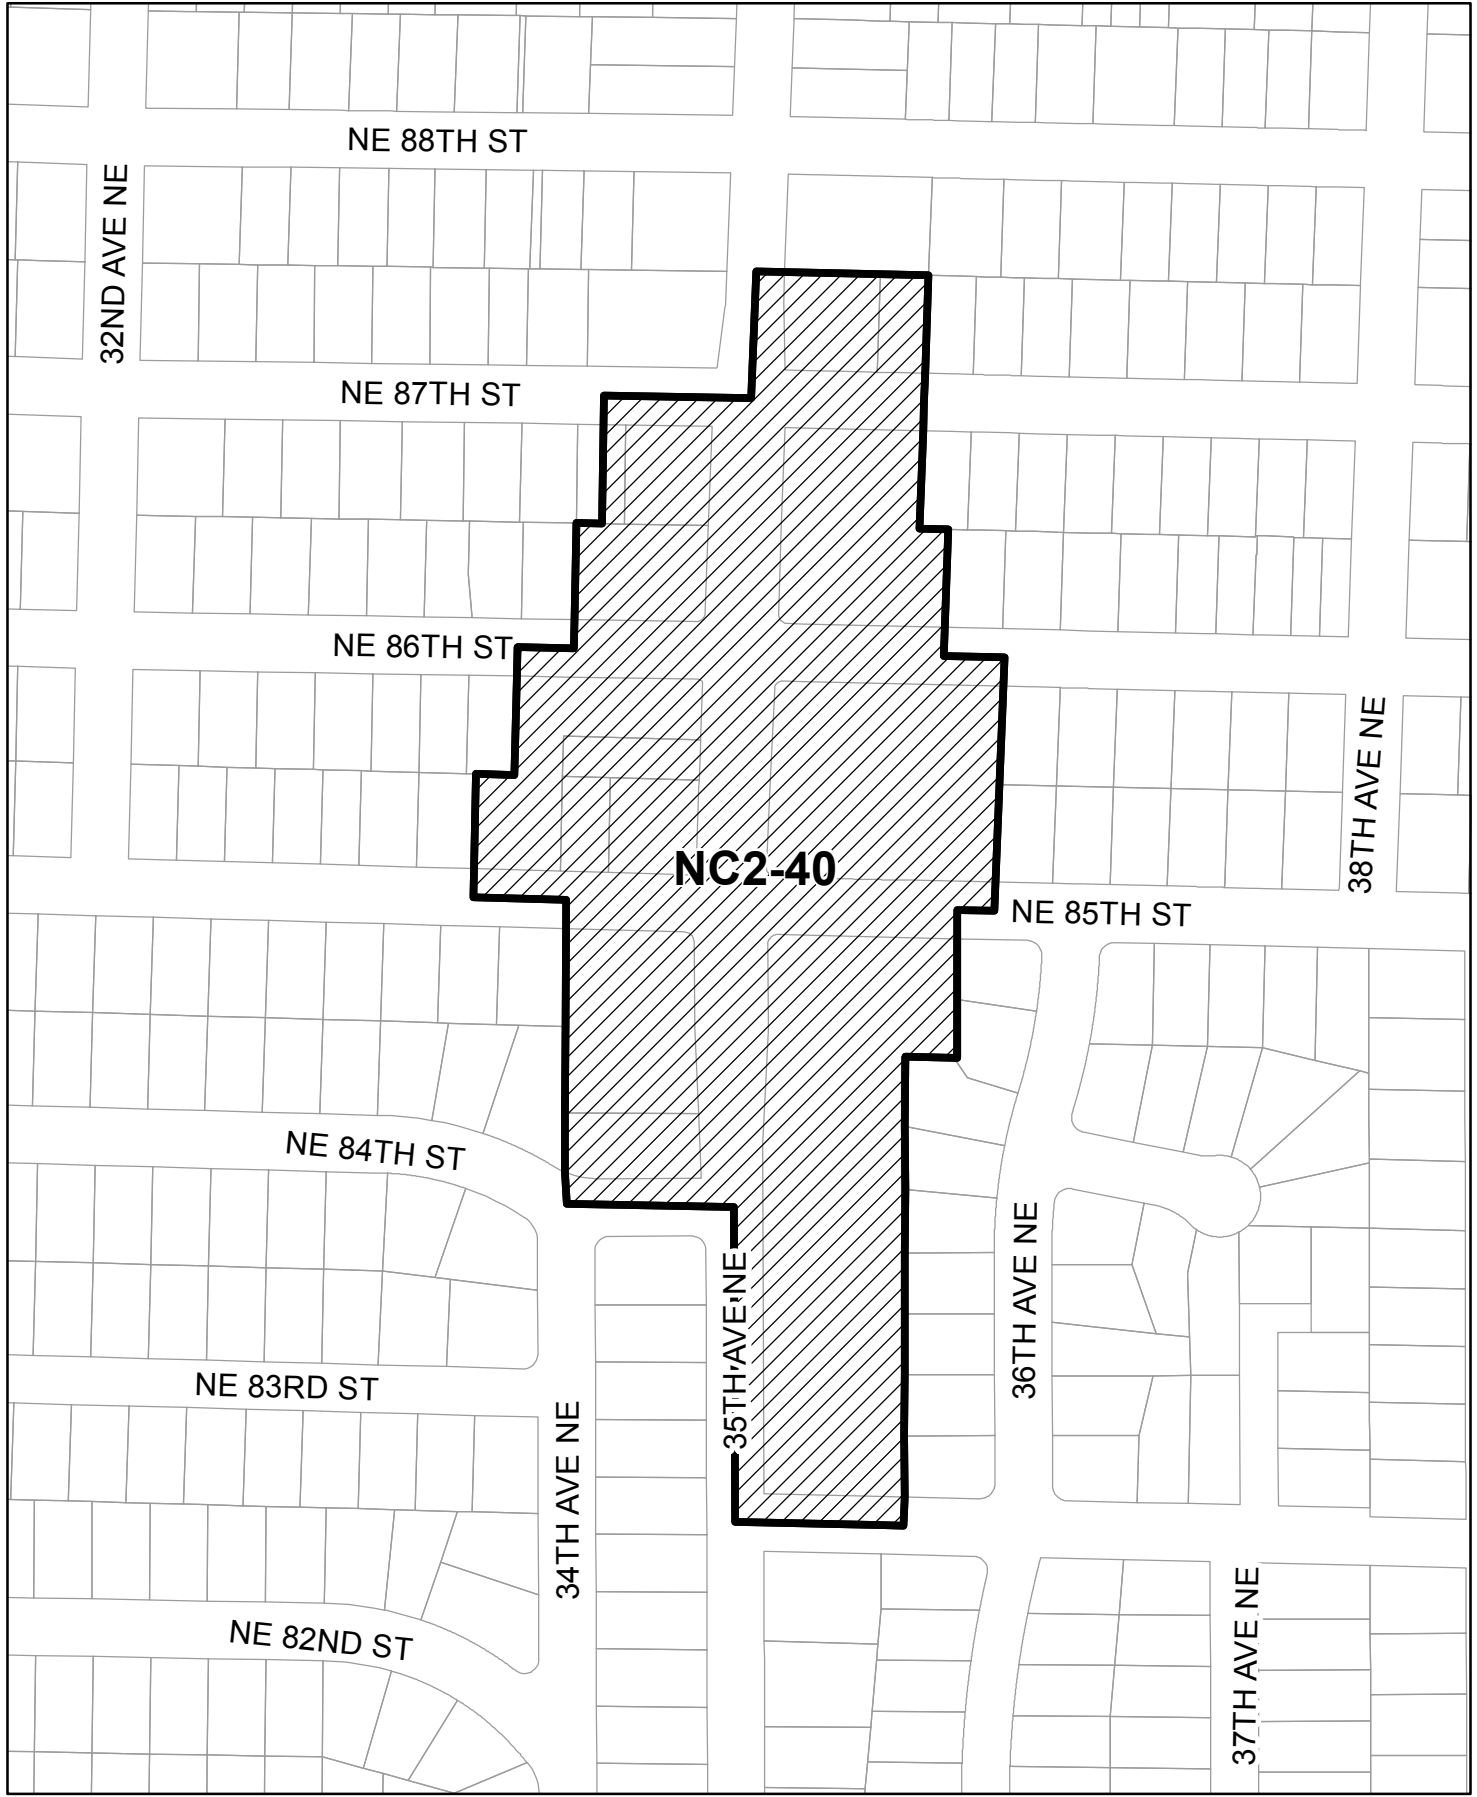 NE 88TH ST
32ND AVE NE
NE 87TH ST
NE 86TH ST
38TH AVE NE
NC2-40
NE 85TH ST
NE 84TH ST
36TH AVE NE
35TH AVE NE
NE 83RD ST
34TH AVE NE
37TH AVE NE
NE 82ND ST